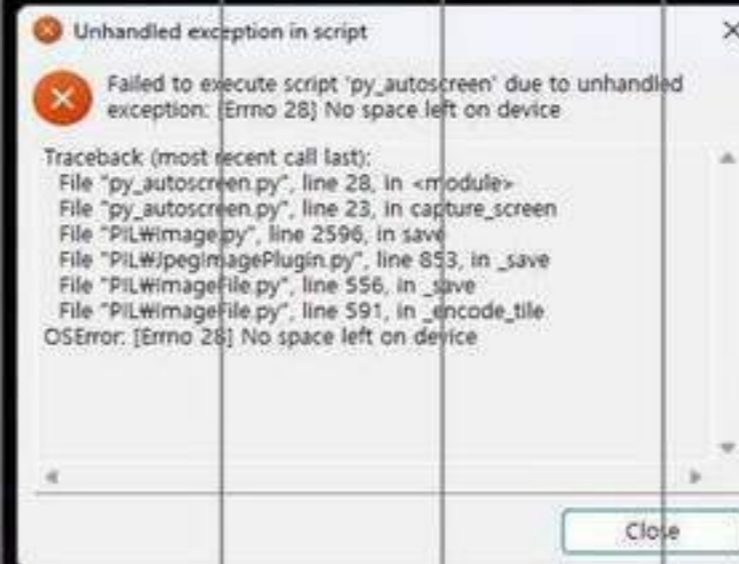 Unhandled exception in script
Failed to execute script 'py_autoscreen' due to unhandled
exception: [Errno 28] No space left on device
Traceback (most recent call last):
File "py_autoscreen.py", line 28, in <module>
File "py_autoscreen.py", line 23, in capture_screen
File "PIL₩Image.py", line 2596, in save
File "PIL₩JpegImagePlugin.py", line 853, in _save
File "PIL₩ImageFile.py", line 556, in _save
File "PIL₩ImageFile.py", line 591, in _encode_tile
OSError: [Errno 28] No space left on device
Close